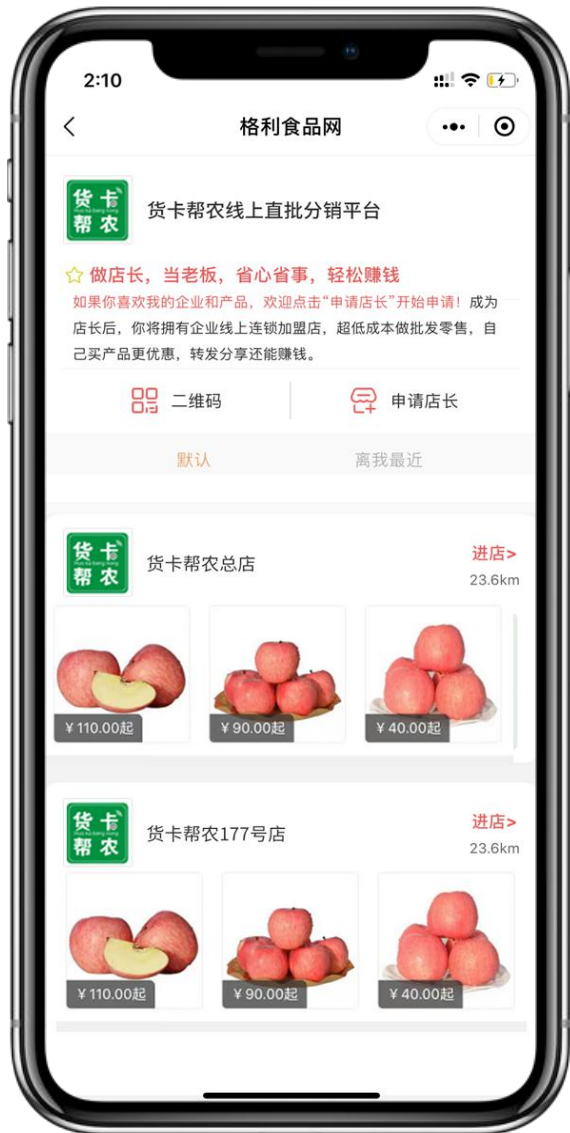 2:10
格利食品网
货卡
帮农
货卡帮农线上直批分销平台
做店长，当老板，省心省事，轻松赚钱
如果你喜欢我的企业和产品，欢迎点击“申请店长”开始申请！成为
店长后，你将拥有企业线上连锁加盟店，超低成本做批发零售，自
己买产品更优惠，转发分享还能赚钱。
二维码
申请店长
默认
离我最近
货卡
帮农
货卡帮农总店
进店>
23.6km
¥110.00起
¥90.00起
¥40.00起
货卡
帮农
货卡帮农177号店
进店>
23.6km
¥110.00起
¥90.00起
¥40.00起